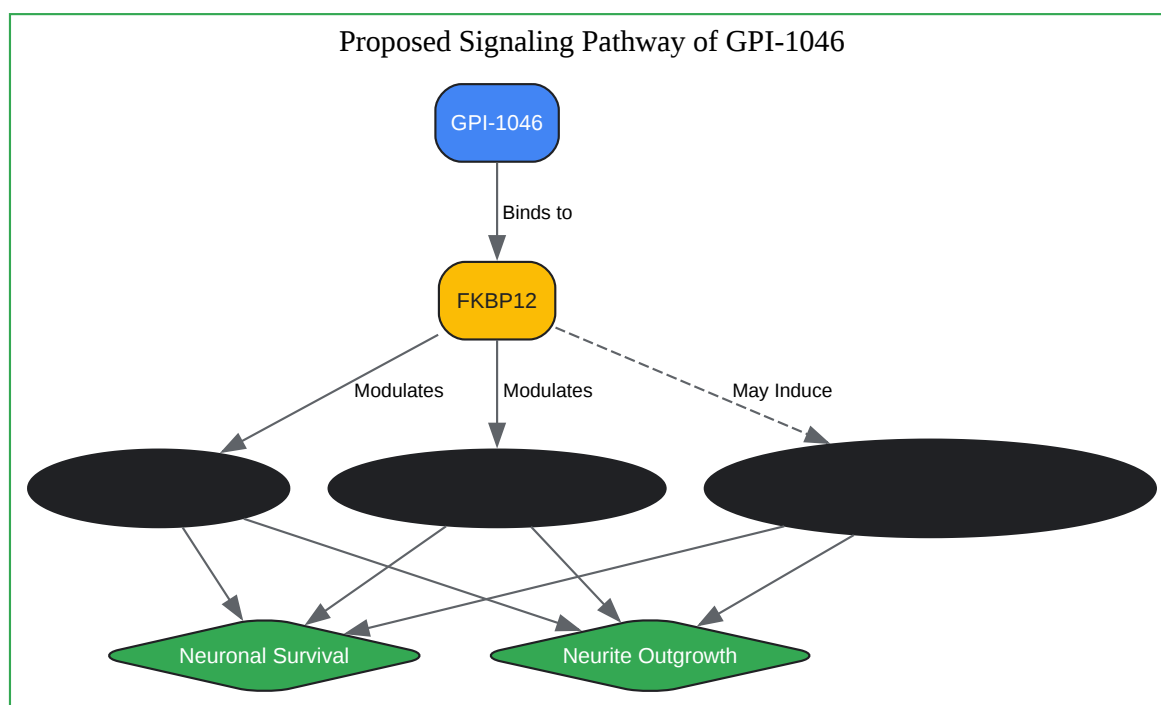 Proposed Signaling Pathway of GPI-1046
GPI-1046
Binds to
FKBP12
Modulates
Modulates
May Induce
Neuronal Survival
Neurite Outgrowth